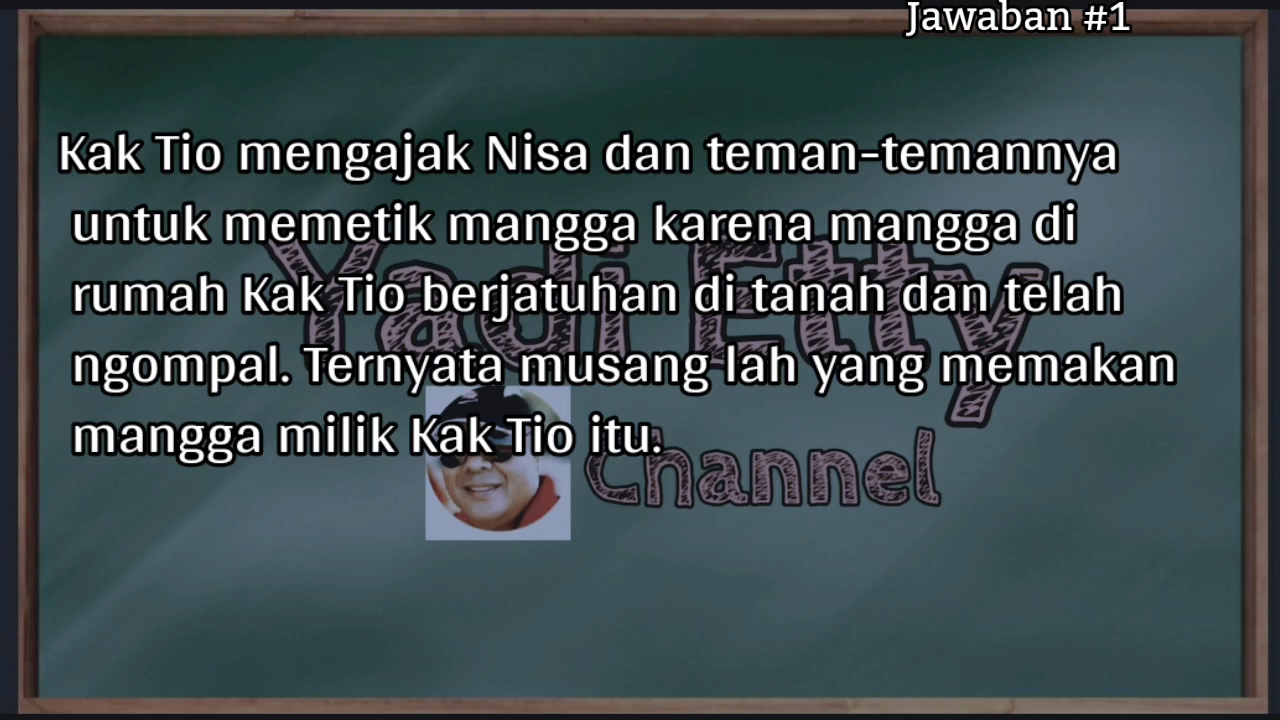 Jawaban #1
Kak Tio mengajak Nisa dan teman-temannya
untuk memetik mangga karena mangga di
rumah Kak Tio berjatuhan di tanah dan telah
ngompal. Ternyata musang lah yang memakan
mangga milik Kak Tio itu.
Yadi Etty
Channel